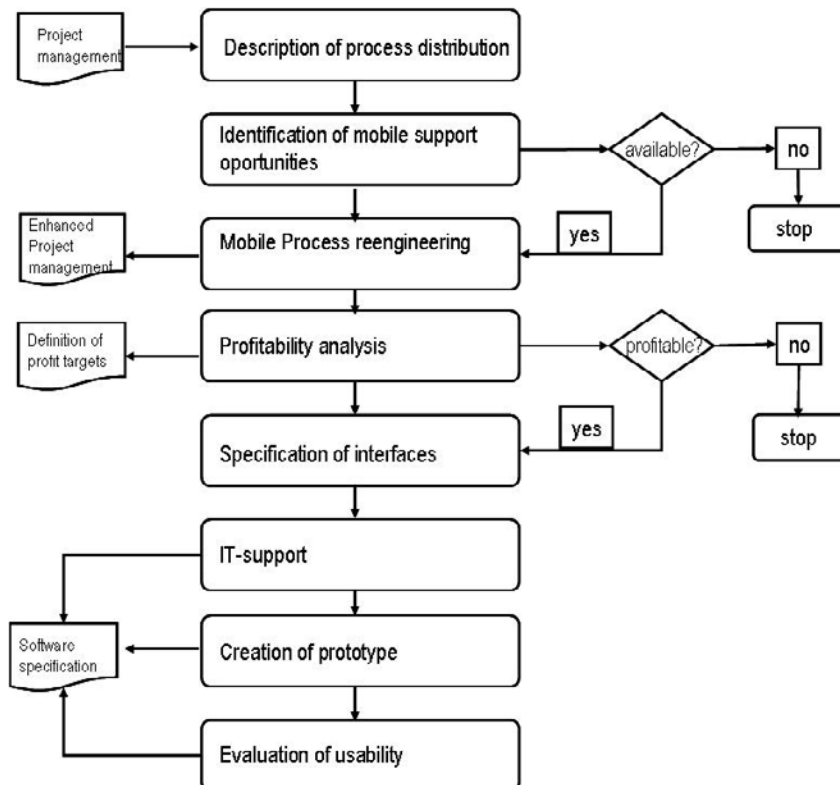 Project
management
Description of process distribution
Identification of mobile support
oportunities
available?
no
stop
yes
Enhanced
Project
management
Mobile Process reengineering
Definition of
profit targets
Profitability analysis
profitable?
no
stop
yes
Specification of interfaces
IT-support
Software
specification
Creation of prototype
Evaluation of usability